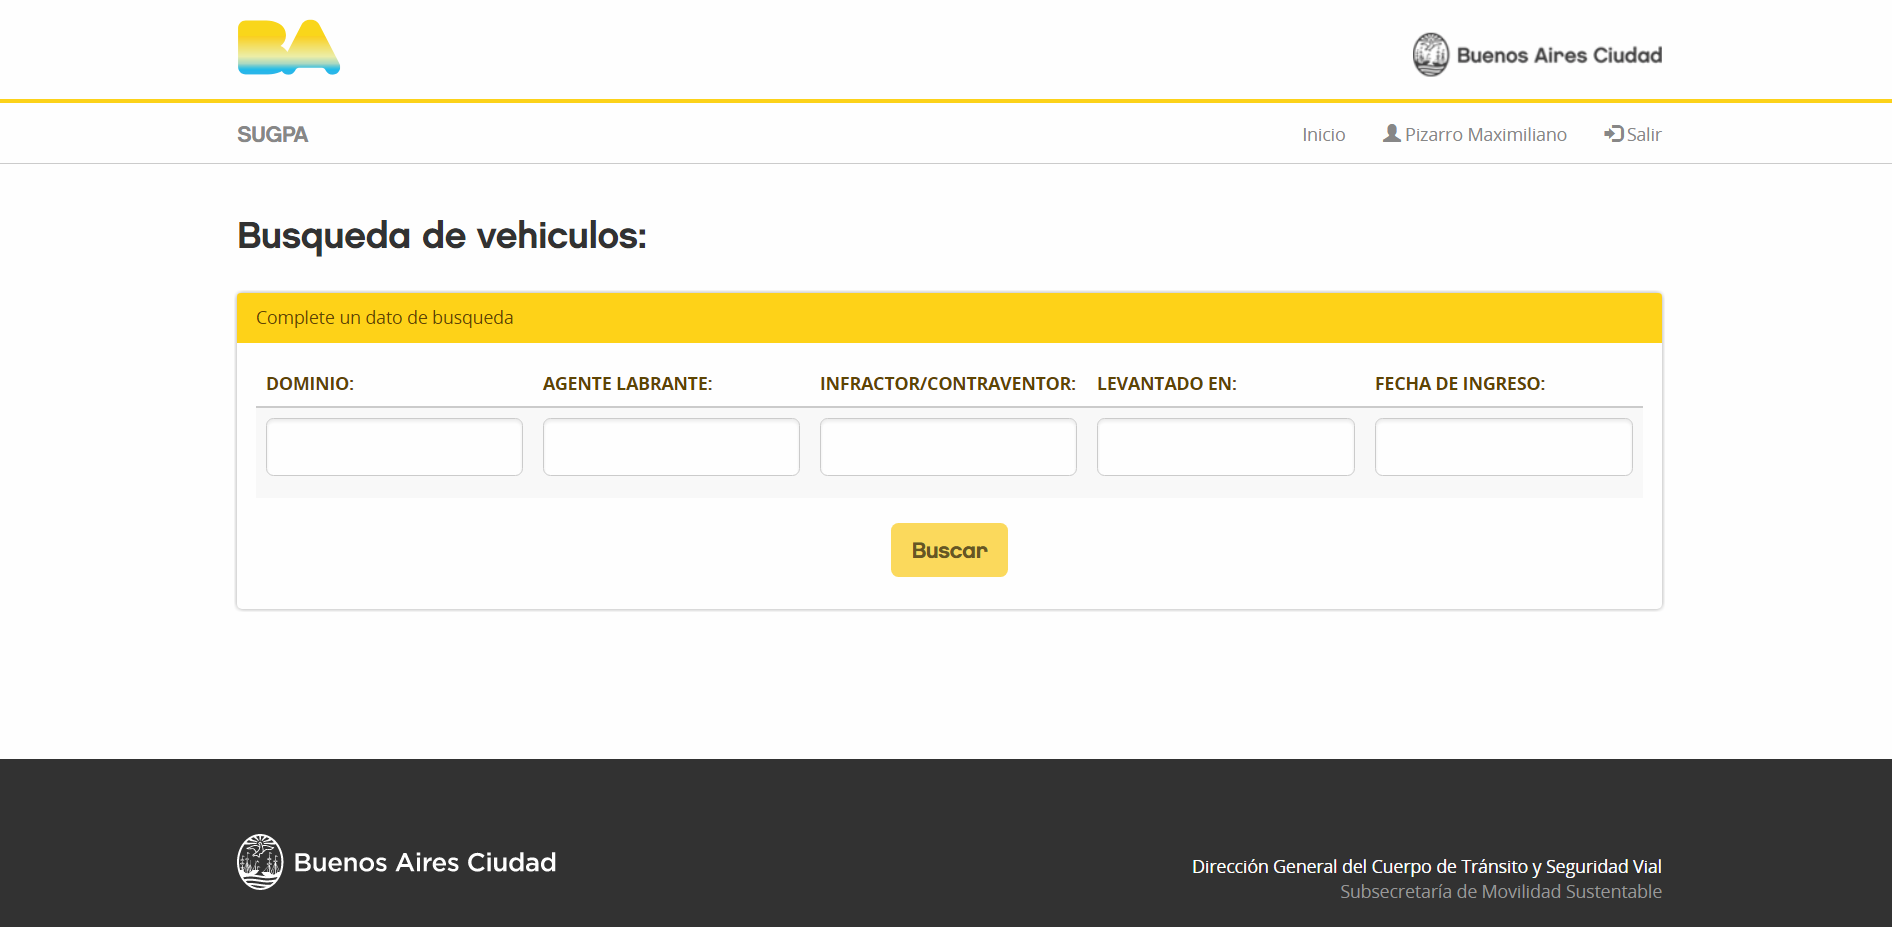 BA
Buenos Aires Ciudad
SUGPA
Inicio
Pizarro Maximiliano
Salir
Busqueda de vehiculos:
Complete un dato de busqueda
DOMINIO:
AGENTE LABRANTE:
INFRACTOR/CONTRAVENTOR:
LEVANTADO EN:
FECHA DE INGRESO:
Buscar
Buenos Aires Ciudad
Dirección General del Cuerpo de Tránsito y Seguridad Vial
Subsecretaría de Movilidad Sustentable